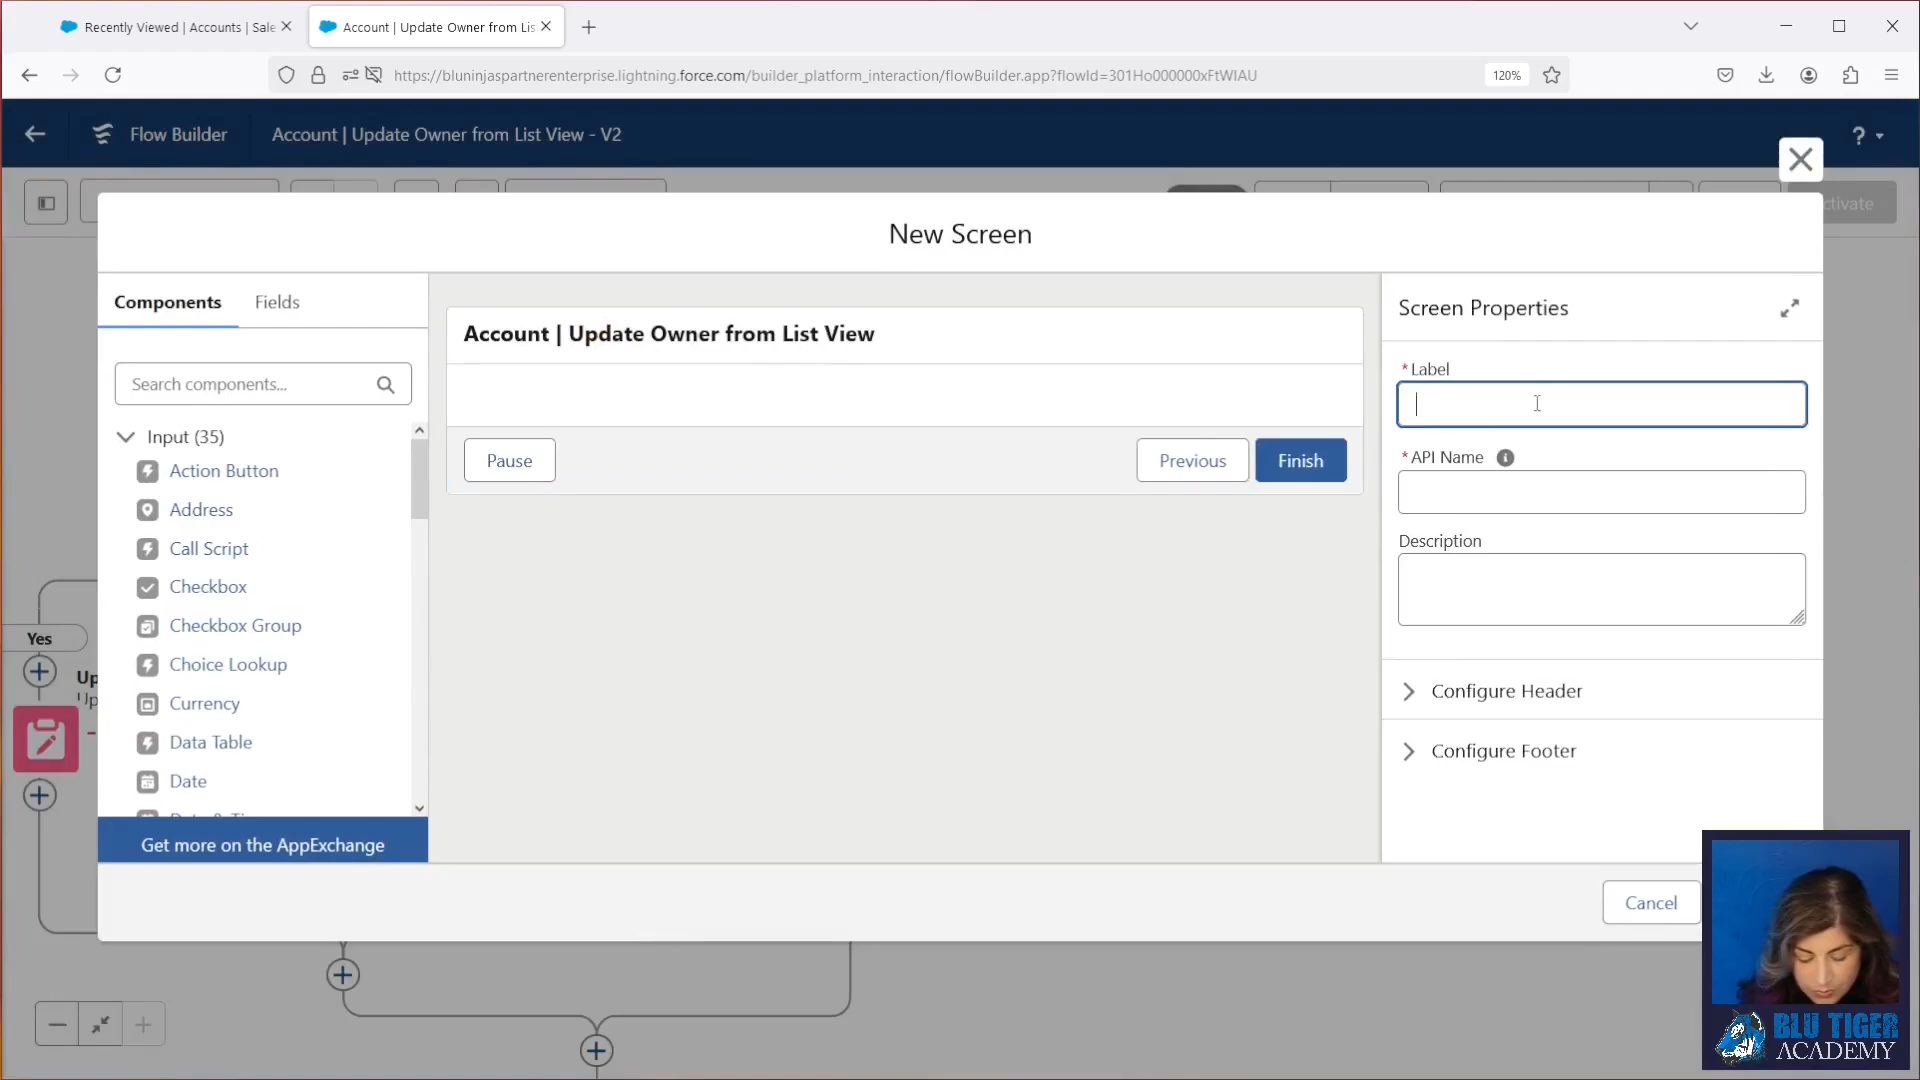 Recently Viewed | Accounts | Sale
Account | Update Owner from Lis
https://bluninjaspartnerenterprise.lightning.force.com/builder_platform_interaction/flowBuilder.app?flowId=301Ho000000xFtWIAU
120%
Flow Builder
Account | Update Owner from List View - V2
?
ctivate
New Screen
Components
Fields
Search components...
Input (35)
Action Button
Address
Call Script
Checkbox
Checkbox Group
Choice Lookup
Currency
Data Table
Date
Get more on the AppExchange
Account | Update Owner from List View
Pause
Previous
Finish
Screen Properties
*Label
*API Name
Description
Configure Header
Configure Footer
Cancel
Yes
Up
Up
BLU TIGER
ACADEMY